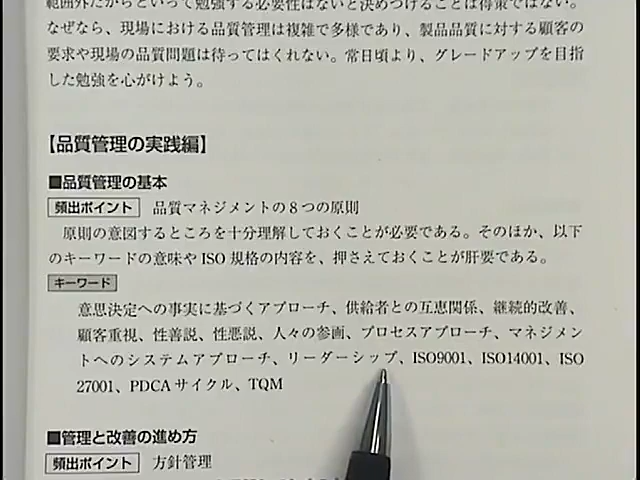 範囲外だからといって勉強する必要性はないと決めつけることは得策ではない。
なぜなら、現場における品質管理は複雑で多様であり、製品品質に対する顧客の
要求や現場の品質問題は待ってはくれない。常日頃より、グレードアップを目指
した勉強を心がけよう。
【品質管理の実践編】
■品質管理の基本
頻出ポイント 品質マネジメントの8つの原則
原則の意図するところを十分理解しておくことが必要である。そのほか、以下
のキーワードの意味や ISO 規格の内容を、押さえておくことが肝要である。
キーワード
意思決定への事実に基づくアプローチ、供給者との互恵関係、継続的改善、
顧客重視、性善説、性悪説、人々の参画、プロセスアプローチ、マネジメン
トへのシステムアプローチ、リーダーシップ、ISO9001、ISO14001、ISO
27001、PDCA サイクル、TQM
■管理と改善の進め方
頻出ポイント 方針管理